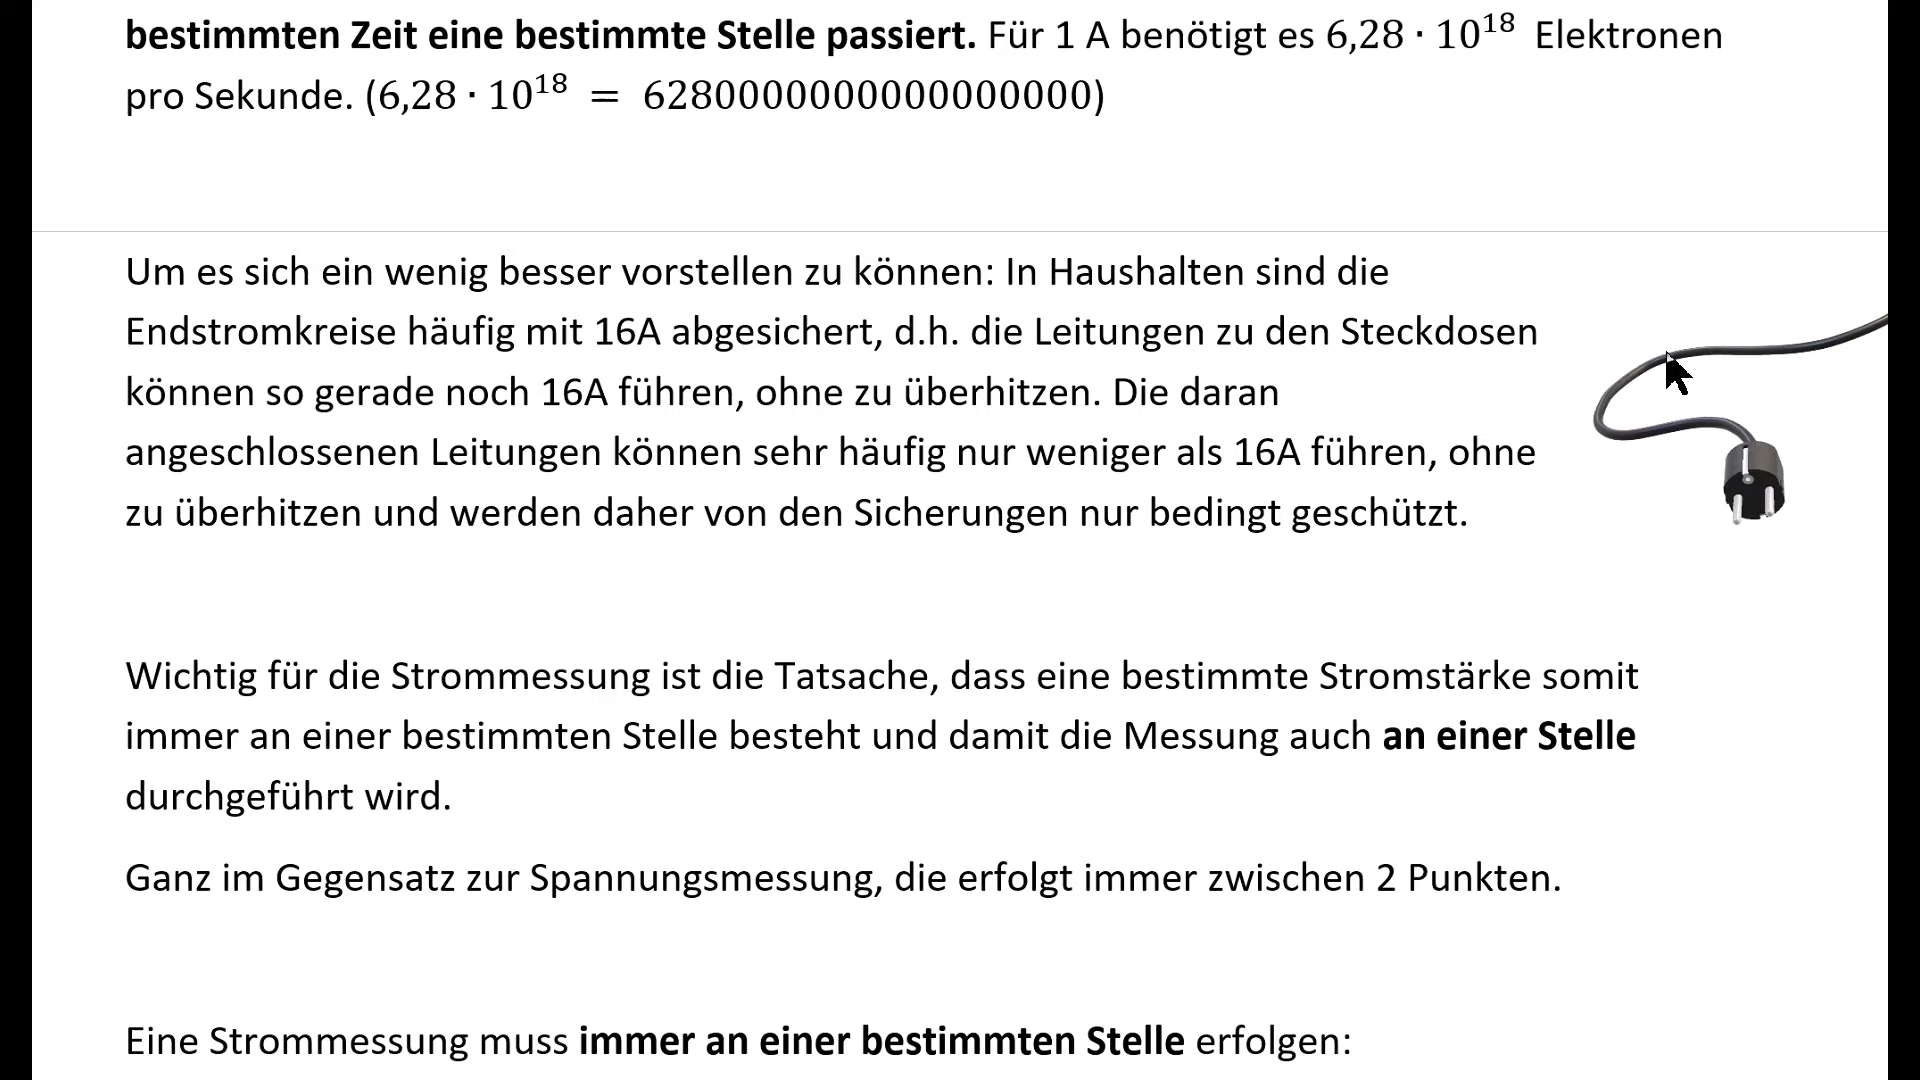 bestimmten Zeit eine bestimmte Stelle passiert. Für 1 A benötigt es 6,28 · 10¹⁸ Elektronen
pro Sekunde. (6,28 · 10¹⁸ = 6280000000000000000)
Um es sich ein wenig besser vorstellen zu können: In Haushalten sind die
Endstromkreise häufig mit 16A abgesichert, d.h. die Leitungen zu den Steckdosen
können so gerade noch 16A führen, ohne zu überhitzen. Die daran
angeschlossenen Leitungen können sehr häufig nur weniger als 16A führen, ohne
zu überhitzen und werden daher von den Sicherungen nur bedingt geschützt.
Wichtig für die Strommessung ist die Tatsache, dass eine bestimmte Stromstärke somit
immer an einer bestimmten Stelle besteht und damit die Messung auch an einer Stelle
durchgeführt wird.
Ganz im Gegensatz zur Spannungsmessung, die erfolgt immer zwischen 2 Punkten.
Eine Strommessung muss immer an einer bestimmten Stelle erfolgen: